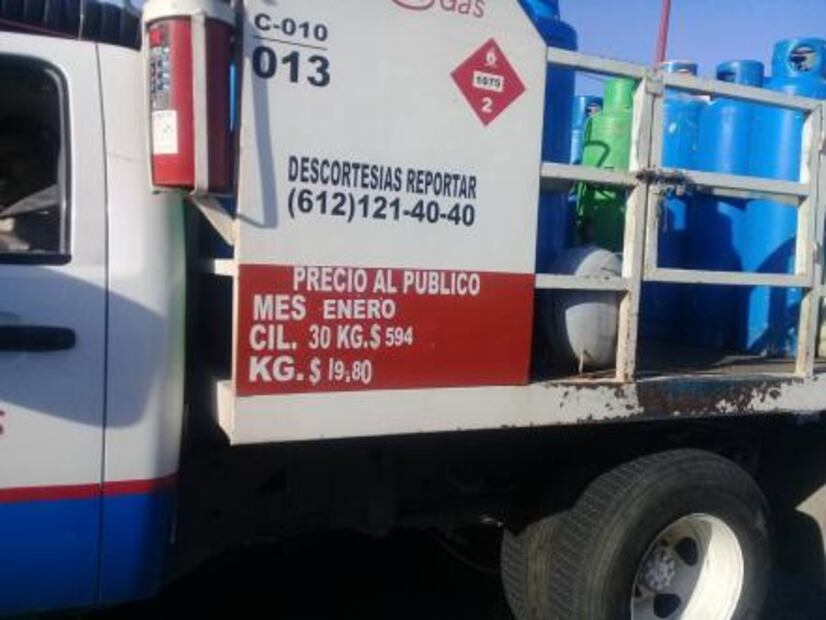 Gas
C-010
013
1075
2
DESCORTESIAS REPORTAR
(612)121-40-40
PRECIO AL PUBLICO
MES ENERO
CIL. 30 KG.$ 594
KG. $ 19,80